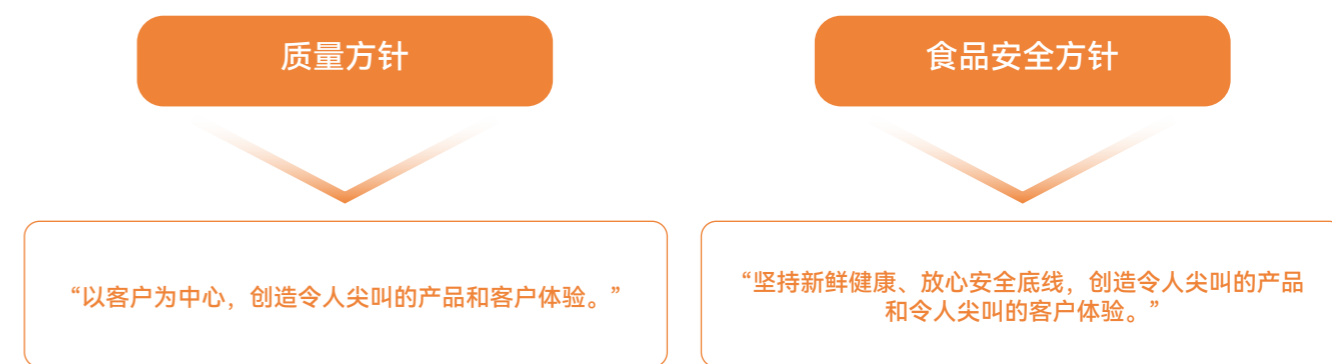 质量方针
食品安全方针
“以客户为中心，创造令人尖叫的产品和客户体验。”
“坚持新鲜健康、放心安全底线，创造令人尖叫的产品
和令人尖叫的客户体验。”